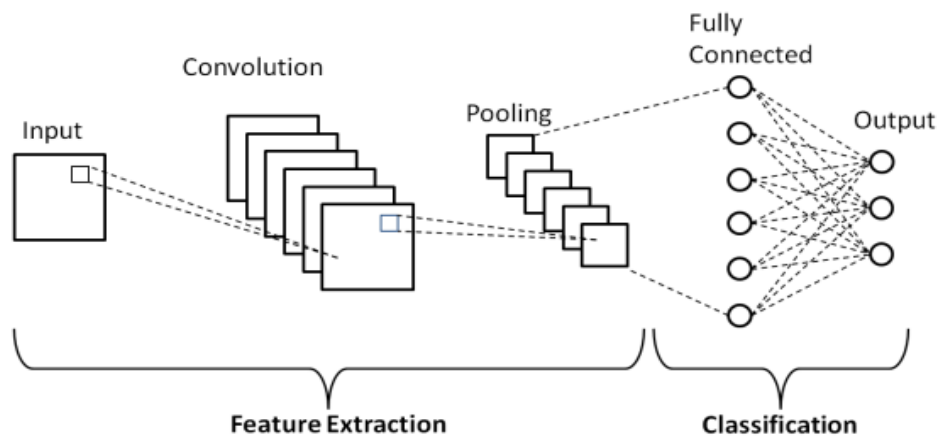 Input
Convolution
Pooling
Fully
Connected
Output
Feature Extraction
Classification